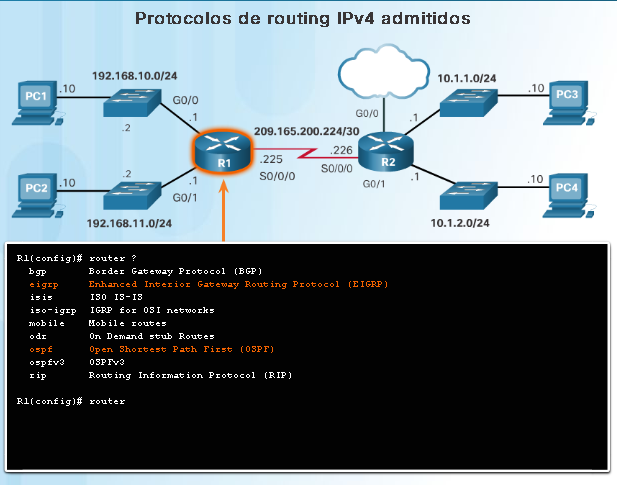 Protocolos de routing IPv4 admitidos
192.168.10.0/24
10.1.1.0/24
PC1
.10
.10
PC3
G0/0
G0/0
.2
.1
.1
209.165.200.224/30
R1
.225
.226
R2
S0/0/0
S0/0/0
PC2
.10
.2
.1
G0/1
G0/1
.1
.10
PC4
192.168.11.0/24
10.1.2.0/24
R1(config)# router ?
bgp Border Gateway Protocol (BGP)
eigrp Enhanced Interior Gateway Routing Protocol (EIGRP)
isis ISO IS-IS
iso-igrp IGRP for OSI networks
mobile Mobile routes
odr On Demand stub Routes
ospf Open Shortest Path First (OSPF)
ospfv3 OSPFv3
rip Routing Information Protocol (RIP)
R1(config)# router